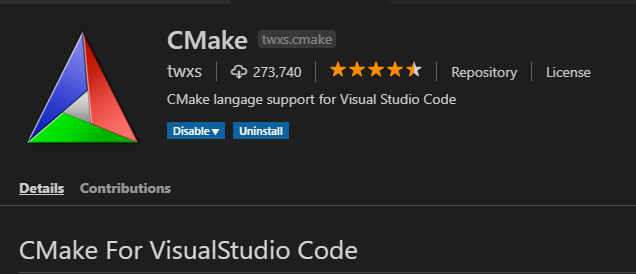 CMake twxs.cmake
twxs 273,740 Repository License
CMake langage support for Visual Studio Code
Disable Uninstall
Details Contributions
CMake For VisualStudio Code